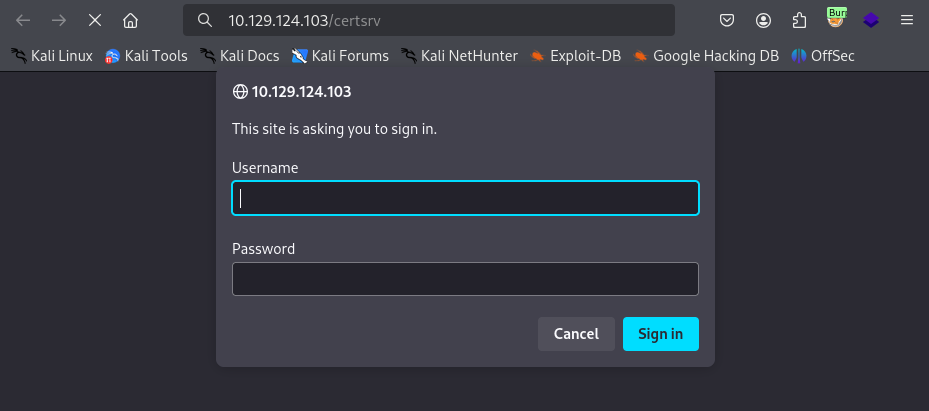 10.129.124.103/certsrv
Burp
Kali Linux Kali Tools Kali Docs Kali Forums Kali NetHunter Exploit-DB Google Hacking DB OffSec
10.129.124.103
This site is asking you to sign in.
Username
Password
Cancel Sign in